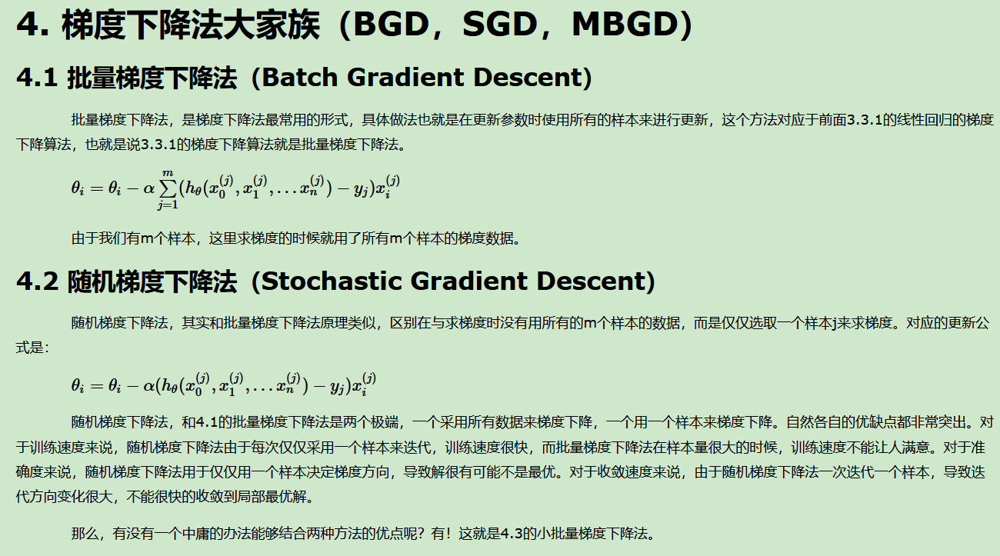 4. 梯度下降法大家族（BGD，SGD，MBGD）
4.1 批量梯度下降法（Batch Gradient Descent）
批量梯度下降法，是梯度下降法最常用的形式，具体做法也就是在更新参数时使用所有的样本来进行更新，这个方法对应于前面3.3.1的线性回归的梯度
下降算法，也就是说3.3.1的梯度下降算法就是批量梯度下降法。
θ_i = θ_i − α \sum_{j=1}^{m} (h_θ(x_0^{(j)}, x_1^{(j)}, … x_n^{(j)}) − y_j) x_i^{(j)}
由于我们有m个样本，这里求梯度的时候就用了所有m个样本的梯度数据。
4.2 随机梯度下降法（Stochastic Gradient Descent）
随机梯度下降法，其实和批量梯度下降法原理类似，区别在与求梯度时没有用所有的m个样本的数据，而是仅仅选取一个样本j来求梯度。对应的更新公
式是：
θ_i = θ_i − α (h_θ(x_0^{(j)}, x_1^{(j)}, … x_n^{(j)}) − y_j) x_i^{(j)}
随机梯度下降法，和4.1的批量梯度下降法是两个极端，一个采用所有数据来梯度下降，一个用一个样本来梯度下降。自然各自的优缺点都非常突出。对
于训练速度来说，随机梯度下降法由于每次仅仅采用一个样本来迭代，训练速度很快，而批量梯度下降法在样本量很大的时候，训练速度不能让人满意。对于准
确度来说，随机梯度下降法用于仅仅用一个样本决定梯度方向，导致解很有可能不是最优。对于收敛速度来说，由于随机梯度下降法一次迭代一个样本，导致迭
代方向变化很大，不能很快的收敛到局部最优解。
那么，有没有一个中庸的办法能够结合两种方法的优点呢？有！这就是4.3的小批量梯度下降法。